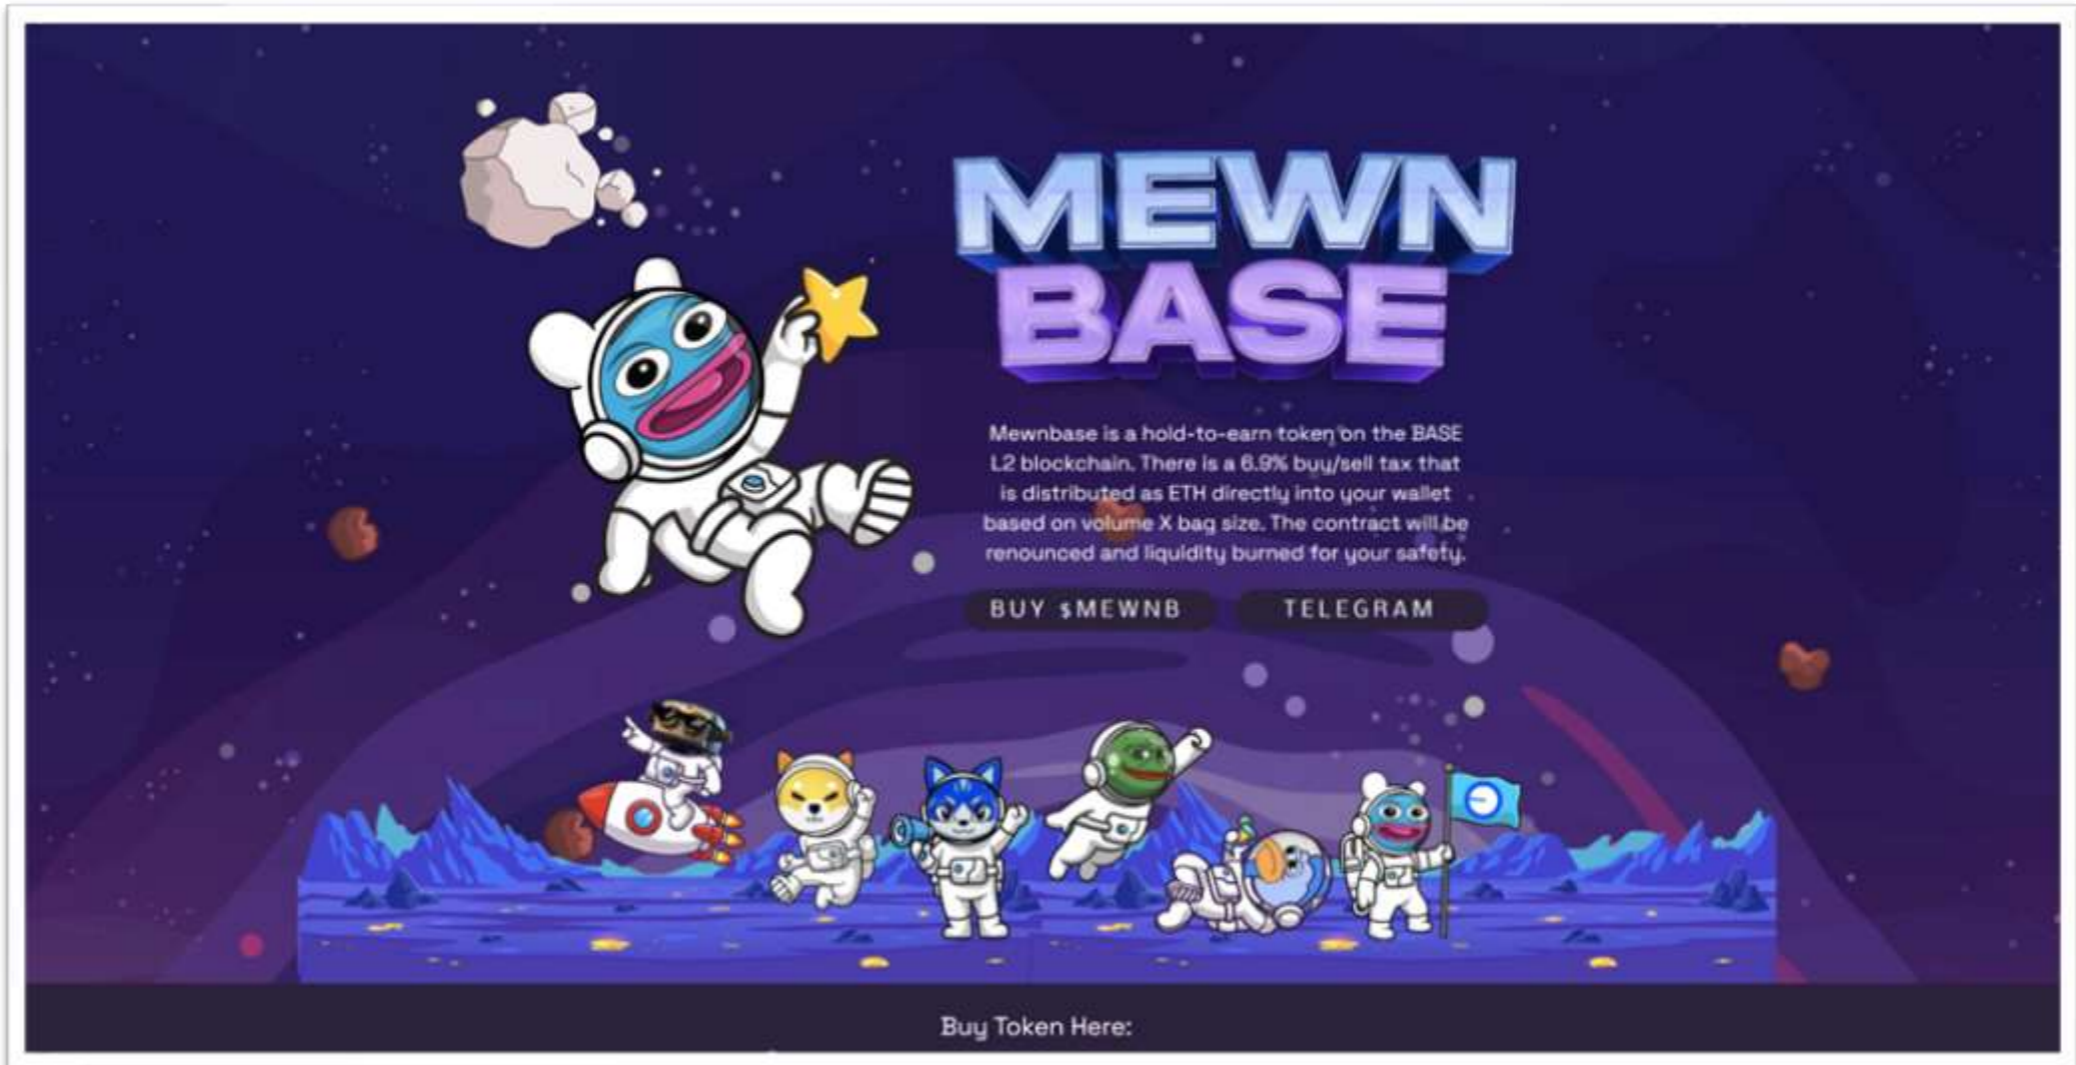 MEWN
BASE
Mewnbase is a hold-to-earn token on the BASE
L2 blockchain. There is a 6.9% buy/sell tax that
is distributed as ETH directly into your wallet
based on volume X bag size. The contract will be
renounced and liquidity burned for your safety.
BUY $MEWNB
TELEGRAM
Buy Token Here: